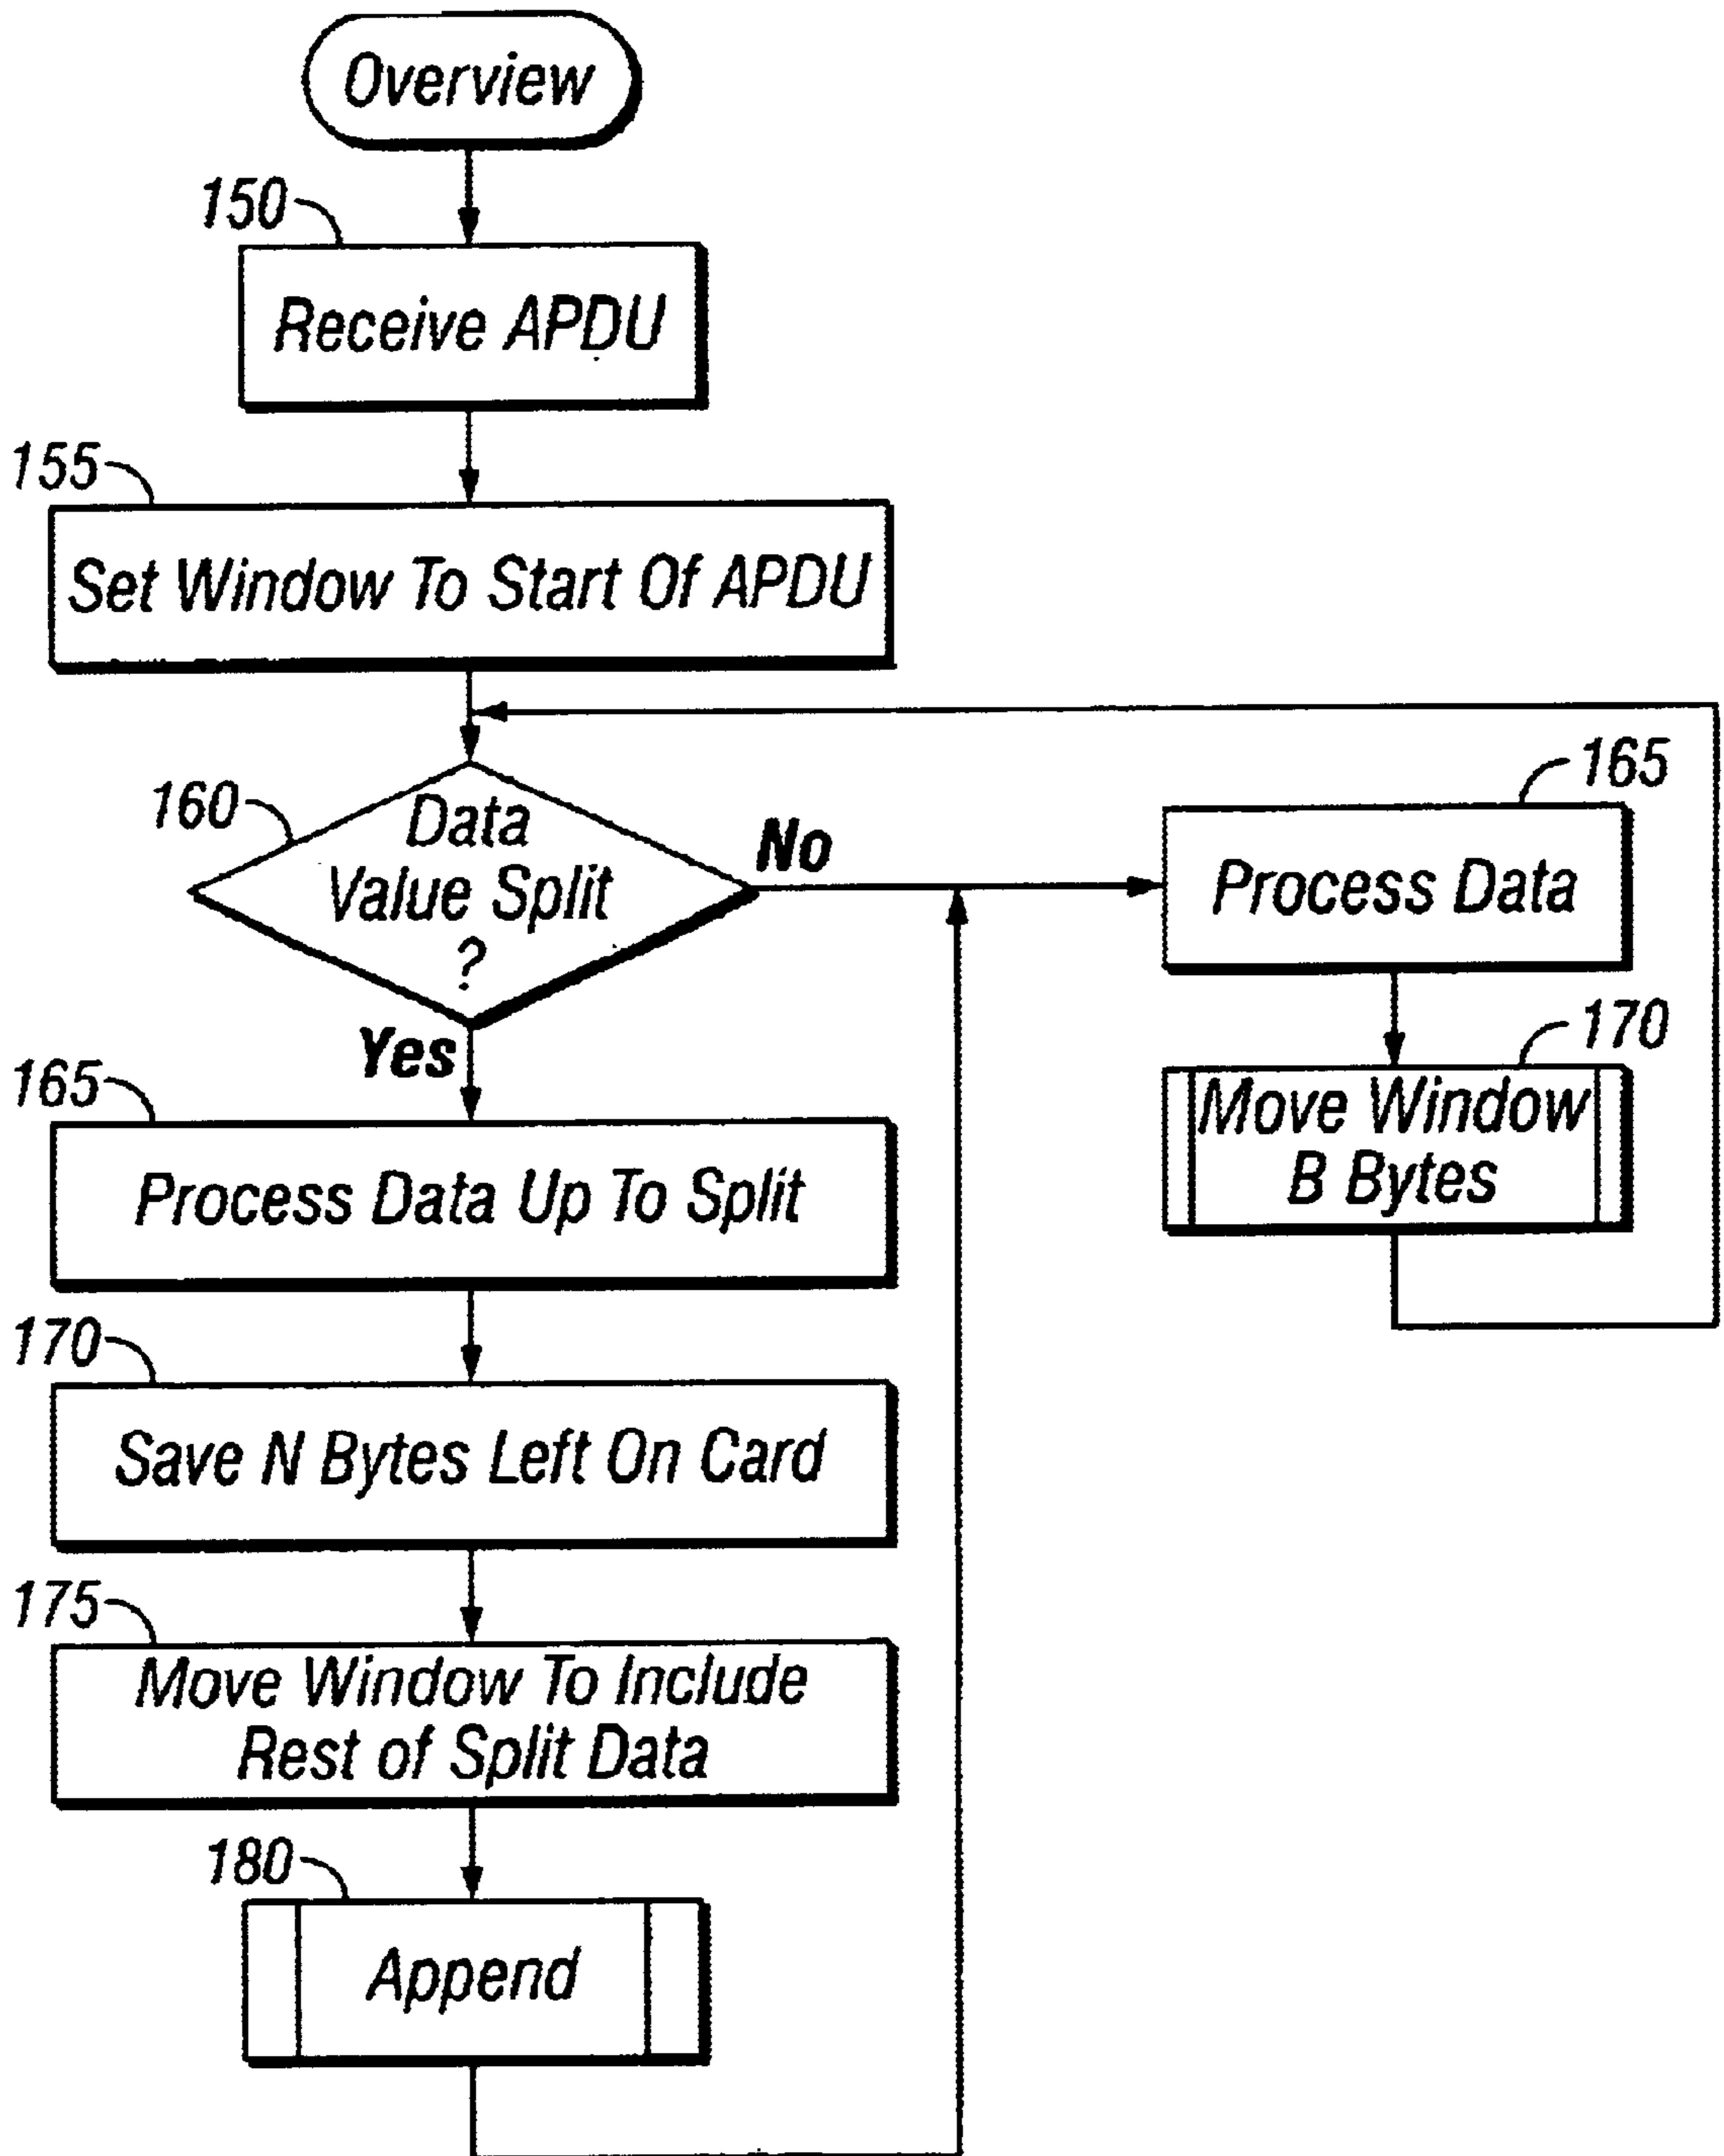 Overview
150
Receive APDU
155
Set Window To Start Of APDU
160
Data
Value Split
?
No
Yes
165
Process Data
170
Move Window
B Bytes
165
Process Data Up To Split
170
Save N Bytes Left On Card
175
Move Window To Include
Rest of Split Data
180
Append